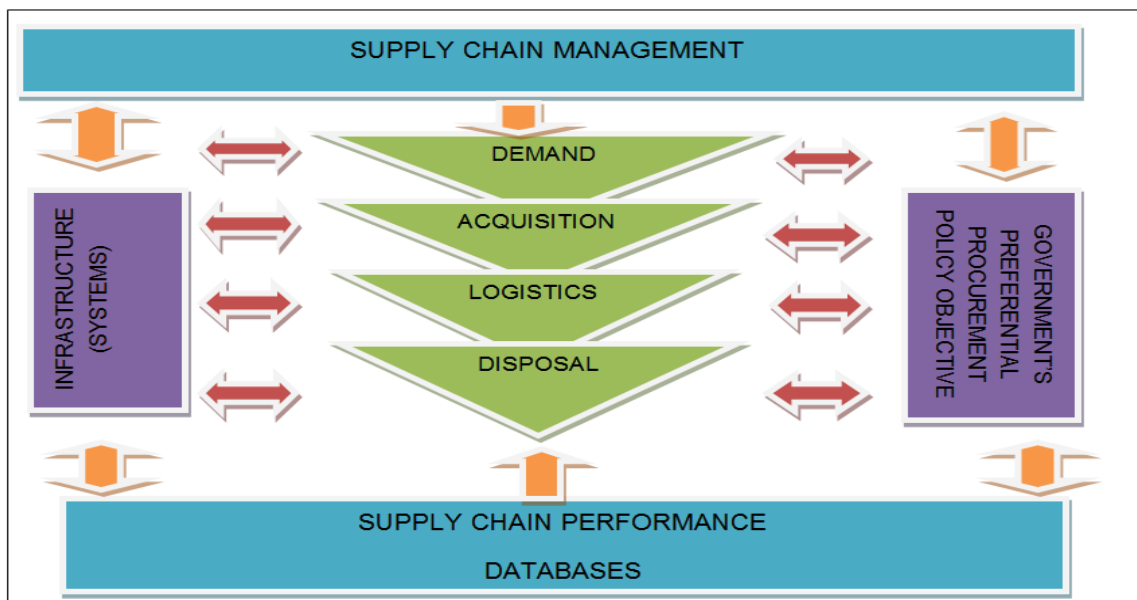 SUPPLY CHAIN MANAGEMENT
DEMAND
ACQUISITION
LOGISTICS
DISPOSAL
INFRASTRUCTURE
(SYSTEMS)
GOVERNMENT'S
PREFERENTIAL
PROCUREMENT
POLICY OBJECTIVE
SUPPLY CHAIN PERFORMANCE
DATABASES